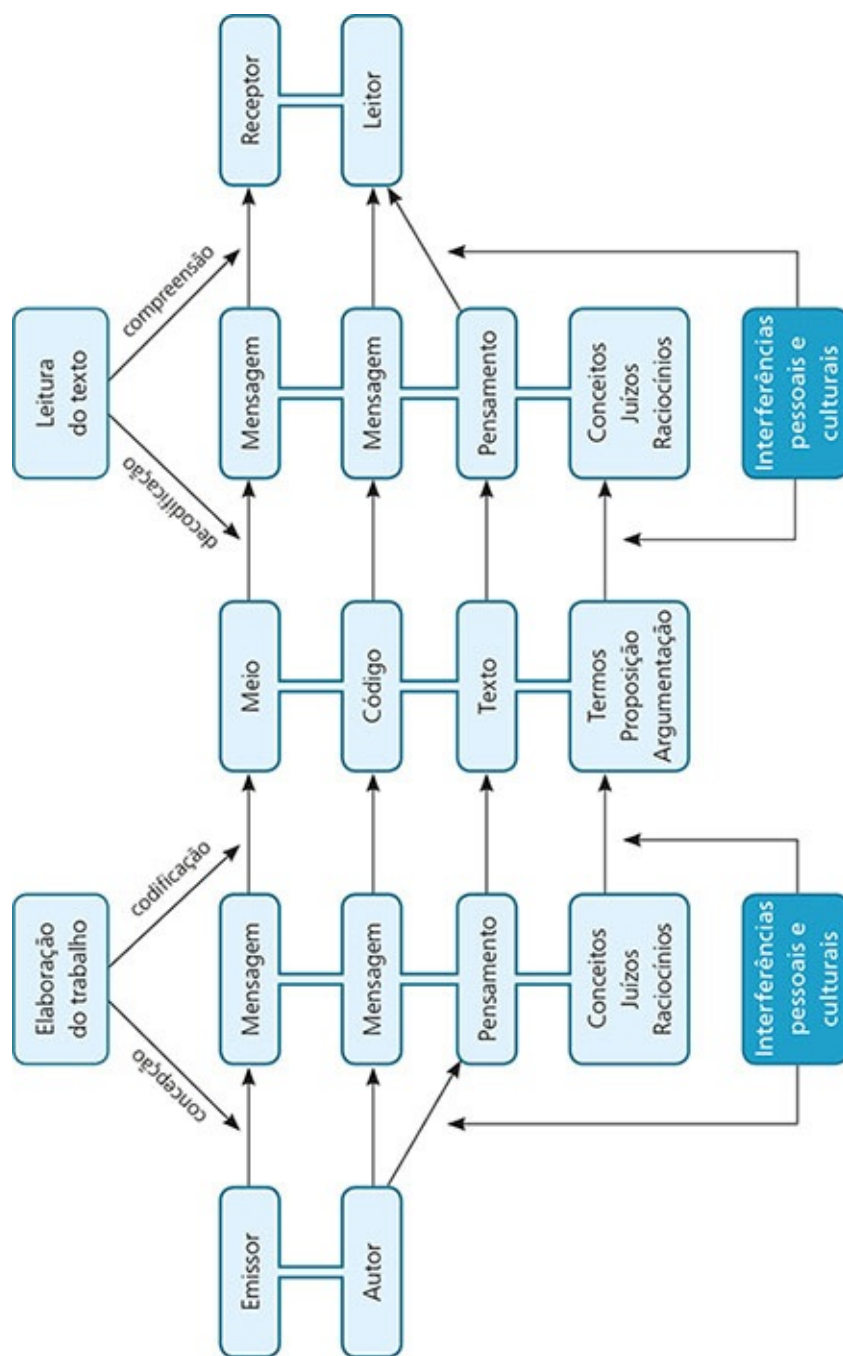 Elaboração
do trabalho
Leitura
do texto
concepção
codificação
decodificação
compreensão
Emissor
Mensagem
Meio
Mensagem
Receptor
Autor
Mensagem
Código
Mensagem
Leitor
Pensamento
Texto
Pensamento
Conceitos
Juízos
Raciocínios
Termos
Proposição
Argumentação
Conceitos
Juízos
Raciocínios
Interferências
pessoais e
culturais
Interferências
pessoais e
culturais